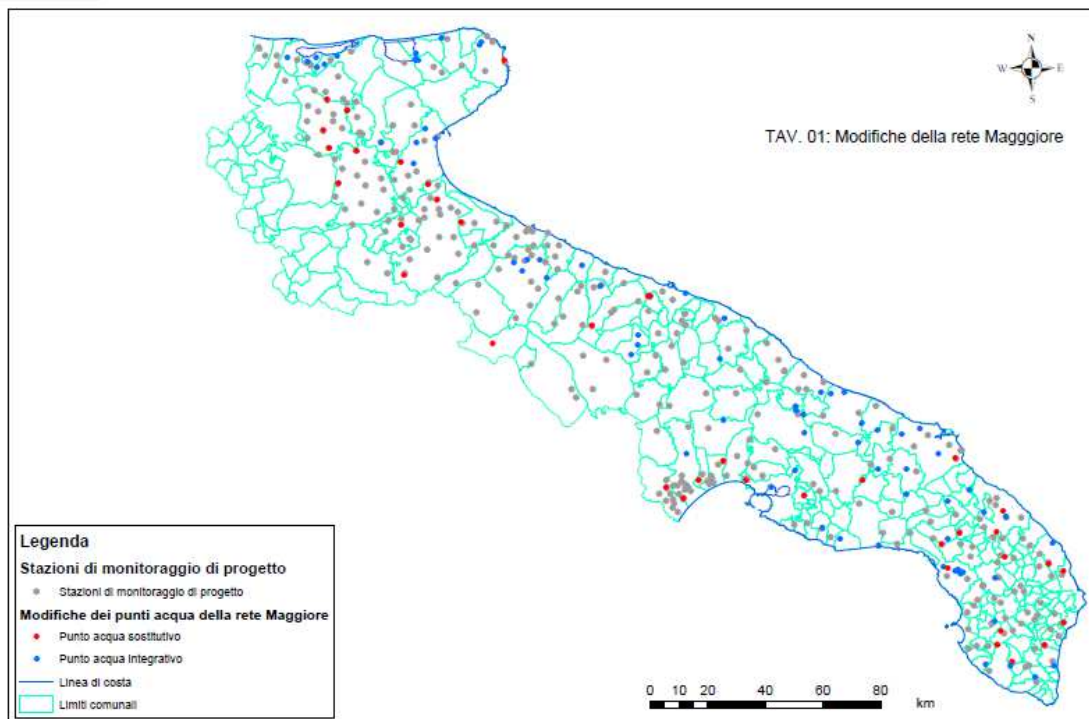 N
W E
S
TAV. 01: Modifiche della rete Magggiore
Legenda
Stazioni di monitoraggio di progetto
Stazioni di monitoraggio di progetto
Modifiche dei punti acqua della rete Maggiore
Punto acqua sostitutivo
Punto acqua integrativo
Linea di costa
Limiti comunali
0 10 20 40 60 80
km